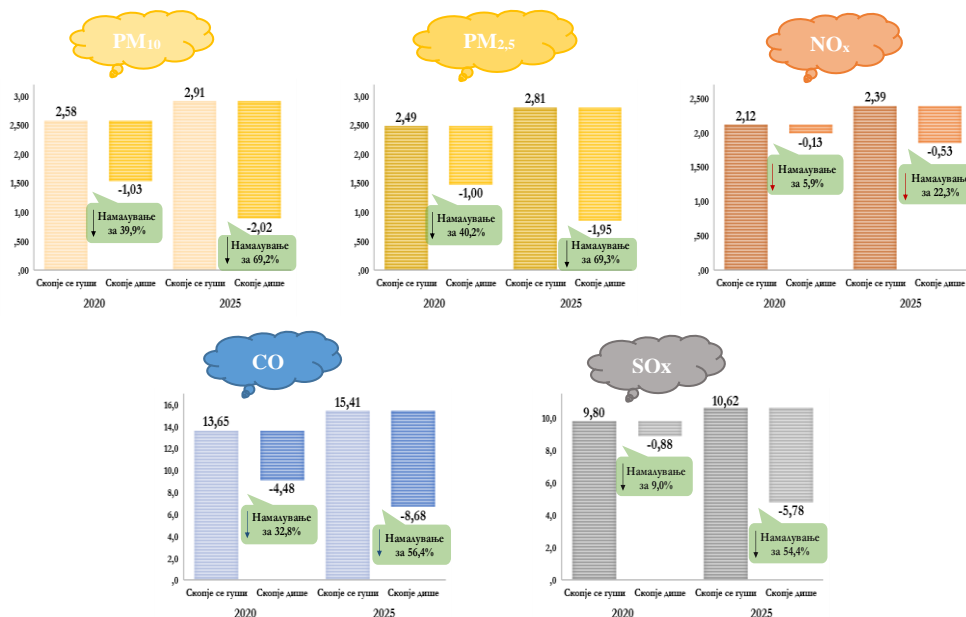 PM10
3,00
2,500
2,00
1,500
1,00
,500
,00
2,58
-1,03
2,91
-2,02
Намалување
за 39,9%
Намалување
за 69,2%
Скопје се гуши
Скопје дише
Скопје се гуши
Скопје дише
2020
2025
PM2,5
3,00
2,500
2,00
1,500
1,00
,500
,00
2,49
-1,00
2,81
-1,95
Намалување
за 40,2%
Намалување
за 69,3%
Скопје се гуши
Скопје дише
Скопје се гуши
Скопје дише
2020
2025
NOx
2,500
2,00
1,500
1,00
,500
,00
2,12
-0,13
2,39
-0,53
Намалување
за 5,9%
Намалување
за 22,3%
Скопје се гуши
Скопје дише
Скопје се гуши
Скопје дише
2020
2025
CO
16,0
14,0
12,0
10,0
8,0
6,0
4,0
2,0
,0
13,65
-4,48
15,41
-8,68
Намалување
за 32,8%
Намалување
за 56,4%
Скопје се гуши
Скопје дише
Скопје се гуши
Скопје дише
2020
2025
SOx
10,0
8,0
6,0
4,0
2,0
,0
9,80
-0,88
10,62
-5,78
Намалување
за 9,0%
Намалување
за 54,4%
Скопје се гуши
Скопје дише
Скопје се гуши
Скопје дише
2020
2025